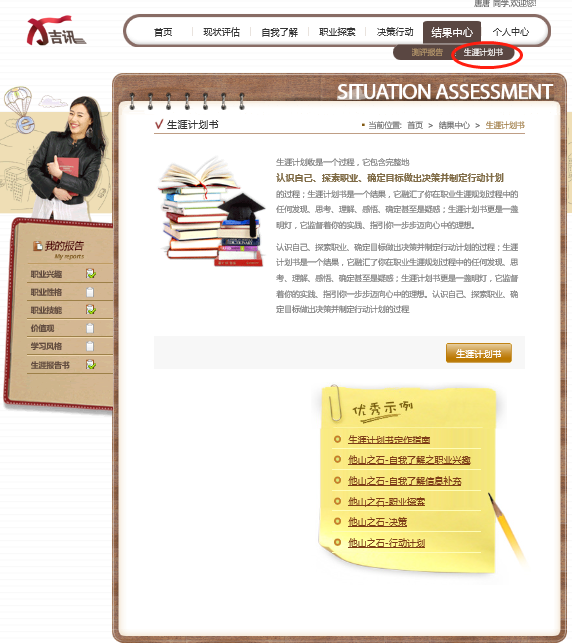 唐唐 同学,欢迎您!
吉讯
首页 现状评估 自我了解 职业探索 决策行动 结果中心 个人中心
测评报告 生涯计划书
SITUATION ASSESSMENT
生涯计划书
当前位置: 首页 > 结果中心 > 生涯计划书
生涯计划收是一个过程，它包含完整地
认识自己、探索职业、确定目标做出决策并制定行动计划
的过程；生涯计划书是一个结果，它融汇了你在职业生涯规划过程中的
任何发现、思考、理解、感悟、确定甚至是疑惑；生涯计划书更是一盏
明灯，它监督着你的实践、指引你一步步迈向心中的理想。
认识自己、探索职业、确定目标做出决策并制定行动计划的过程；生涯
计划书是一个结果，它融汇了你在职业生涯规划过程中的任何发现、思
考、理解、感悟、确定甚至是疑惑；生涯计划书更是一盏明灯，它监督
着你的实践、指引你一步步迈向心中的理想。认识自己、探索职业、确
定目标做出决策并制定行动计划的过程
我的报告
My reports
职业兴趣
职业性格
职业技能
价值观
学习风格
生涯报告书
生涯计划书
优秀示例
生涯计划书定作指南
他山之石-自我了解之职业兴趣
他山之石-自我了解信息补充
他山之石-职业探索
他山之石-决策
他山之石-行动计划